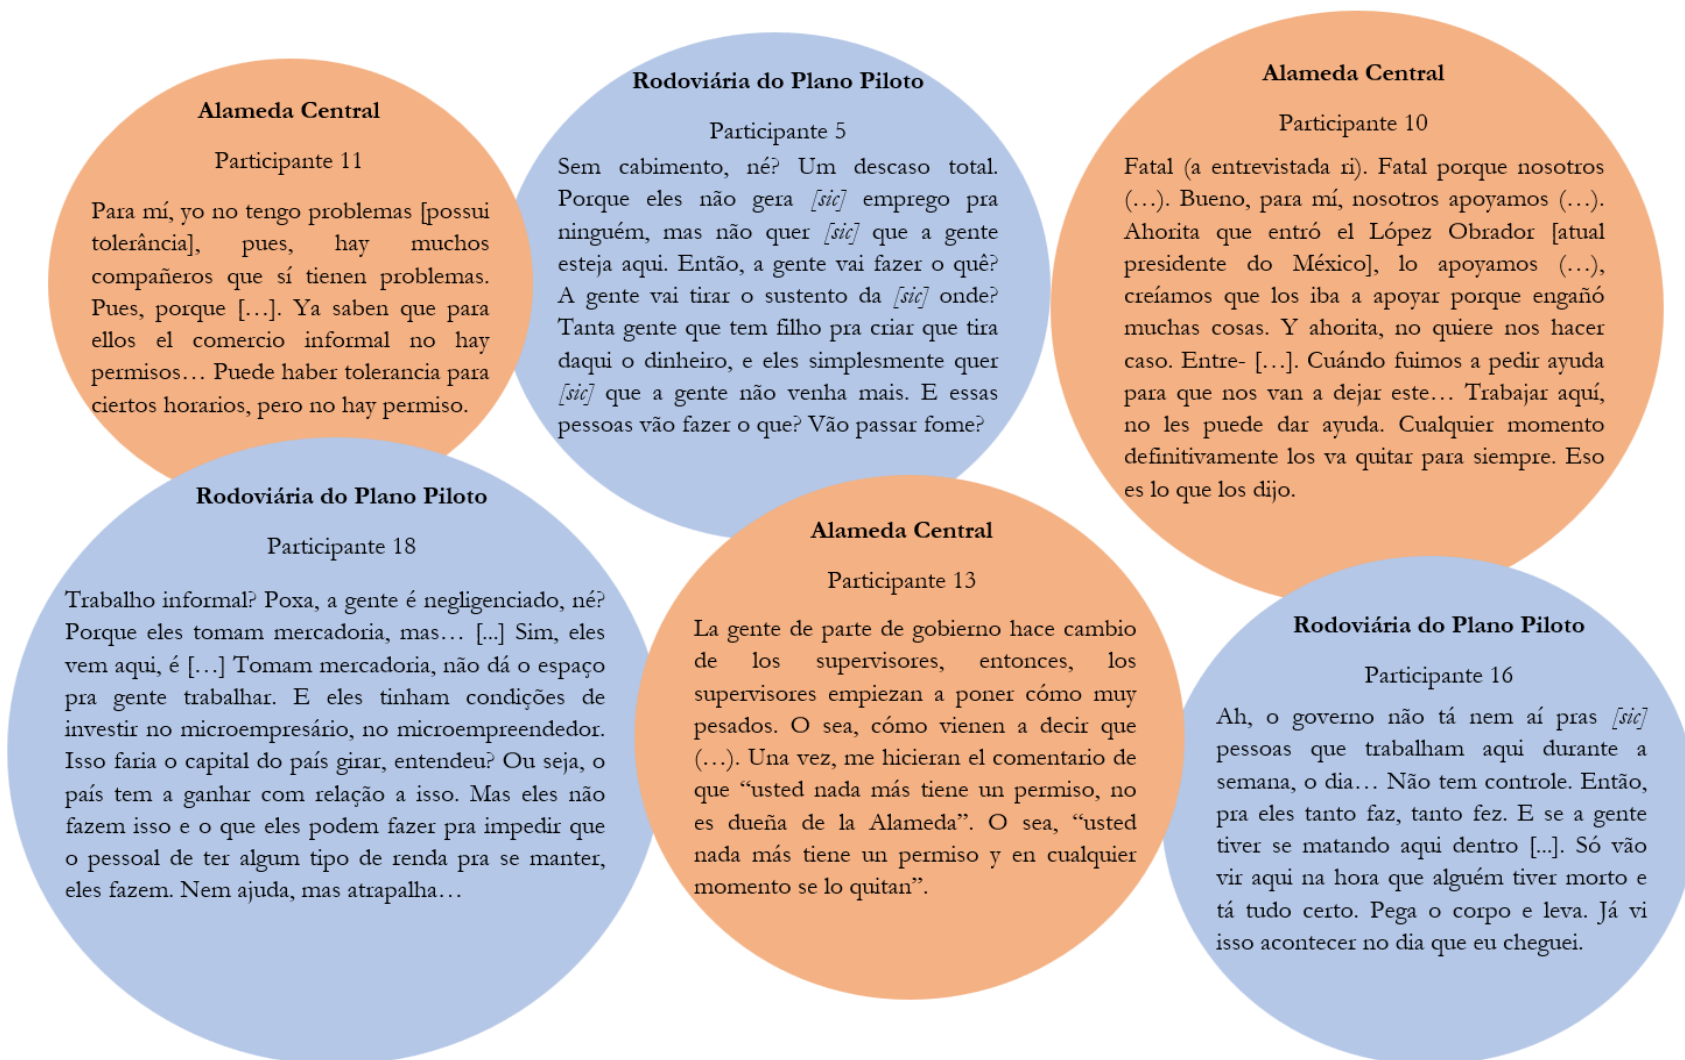 Alameda Central
Participante 11
Para mí, yo no tengo problemas [possui
tolerância], pues, hay muchos
compañeros que sí tienen problemas.
Pues, porque […]. Ya saben que para
ellos el comercio informal no hay
permisos… Puede haber tolerancia para
ciertos horarios, pero no hay permiso.
Rodoviária do Plano Piloto
Participante 5
Sem cabimento, né? Um descaso total.
Porque eles não gera [sic] emprego pra
ninguém, mas não quer [sic] que a gente
esteja aqui. Então, a gente vai fazer o quê?
A gente vai tirar o sustento da [sic] onde?
Tanta gente que tem filho pra criar que tira
daqui o dinheiro, e eles simplesmente quer
[sic] que a gente não venha mais. E essas
pessoas vão fazer o que? Vão passar fome?
Alameda Central
Participante 10
Fatal (a entrevistada ri). Fatal porque nosotros
(…). Bueno, para mí, nosotros apoyamos (…).
Ahorita que entró el López Obrador [atual
presidente do México], lo apoyamos (…),
creíamos que los iba a apoyar porque engañó
muchas cosas. Y ahorita, no quiere nos hacer
caso. Entre- […]. Cuándo fuimos a pedir ayuda
para que nos van a dejar este… Trabajar aquí,
no les puede dar ayuda. Cualquier momento
definitivamente los va quitar para siempre. Eso
es lo que los dijo.
Rodoviária do Plano Piloto
Participante 18
Trabalho informal? Poxa, a gente é negligenciado, né?
Porque eles tomam mercadoria, mas… [...] Sim, eles
vem aqui, é […] Tomam mercadoria, não dá o espaço
pra gente trabalhar. E eles tinham condições de
investir no microempresário, no microempreendedor.
Isso faria o capital do país girar, entendeu? Ou seja, o
país tem a ganhar com relação a isso. Mas eles não
fazem isso e o que eles podem fazer pra impedir que
o pessoal de ter algum tipo de renda pra se manter,
eles fazem. Nem ajuda, mas atrapalha…
Alameda Central
Participante 13
La gente de parte de gobierno hace cambio
de los supervisores, entonces, los
supervisores empiezan a poner cómo muy
pesados. O sea, cómo vienen a decir que
(…). Una vez, me hicieran el comentario de
que “usted nada más tiene un permiso, no
es dueña de la Alameda”. O sea, “usted
nada más tiene un permiso y en cualquier
momento se lo quitan”.
Rodoviária do Plano Piloto
Participante 16
Ah, o governo não tá nem aí pras [sic]
pessoas que trabalham aqui durante a
semana, o dia… Não tem controle. Então,
pra eles tanto faz, tanto fez. E se a gente
tiver se matando aqui dentro [...]. Só vão
vir aqui na hora que alguém tiver morto e
tá tudo certo. Pega o corpo e leva. Já vi
isso acontecer no dia que eu cheguei.